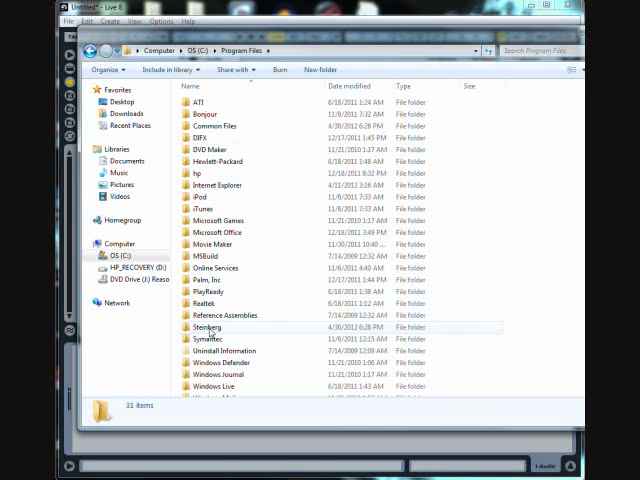 Untitled* - Live 8
File Edit Create View Options Help
Computer ▸ OS (C:) ▸ Program Files ▸
Search Program Files
Organize Include in library Share with Burn New folder
Name Date modified Type Size
Favorites
Desktop
Downloads
Recent Places
Libraries
Documents
Music
Pictures
Videos
Homegroup
Computer
OS (C:)
HP_RECOVERY (D:)
DVD Drive (J:) Reaso
Network
ATI 6/18/2011 1:24 AM File folder
Bonjour 11/8/2011 7:32 AM File folder
Common Files 4/30/2012 6:28 PM File folder
DIFX 12/17/2011 1:45 PM File folder
DVD Maker 11/21/2010 1:17 AM File folder
Hewlett-Packard 6/18/2011 1:48 AM File folder
hp 12/18/2011 8:32 PM File folder
Internet Explorer 4/11/2012 3:16 AM File folder
iPod 11/8/2011 7:33 AM File folder
iTunes 11/8/2011 7:33 AM File folder
Microsoft Games 11/21/2010 1:17 AM File folder
Microsoft Office 12/18/2011 3:49 PM File folder
Movie Maker 11/30/2011 10:40 ... File folder
MSBuild 7/14/2009 12:32 AM File folder
Online Services 11/6/2011 4:40 AM File folder
Palm, Inc 12/17/2011 1:44 PM File folder
PlayReady 6/18/2011 1:38 AM File folder
Realtek 6/18/2011 1:12 AM File folder
Reference Assemblies 7/14/2009 12:32 AM File folder
Steinberg 4/30/2012 6:28 PM File folder
Symantec 11/6/2011 12:15 AM File folder
Uninstall Information 7/14/2009 12:09 AM File folder
Windows Defender 11/21/2010 1:06 AM File folder
Windows Journal 11/21/2010 1:17 AM File folder
Windows Live 6/18/2011 1:43 AM File folder
31 items
1-Audio